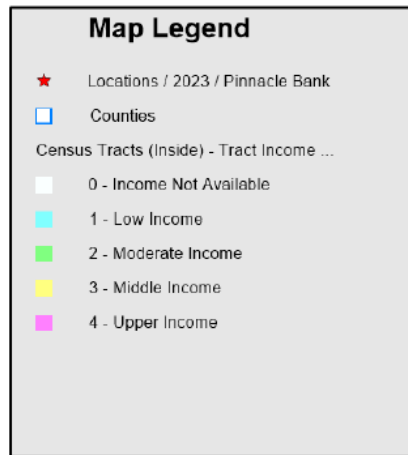 Map Legend
Locations / 2023 / Pinnacle Bank
Counties
Census Tracts (Inside) - Tract Income ...
0 - Income Not Available
1 - Low Income
2 - Moderate Income
3 - Middle Income
4 - Upper Income